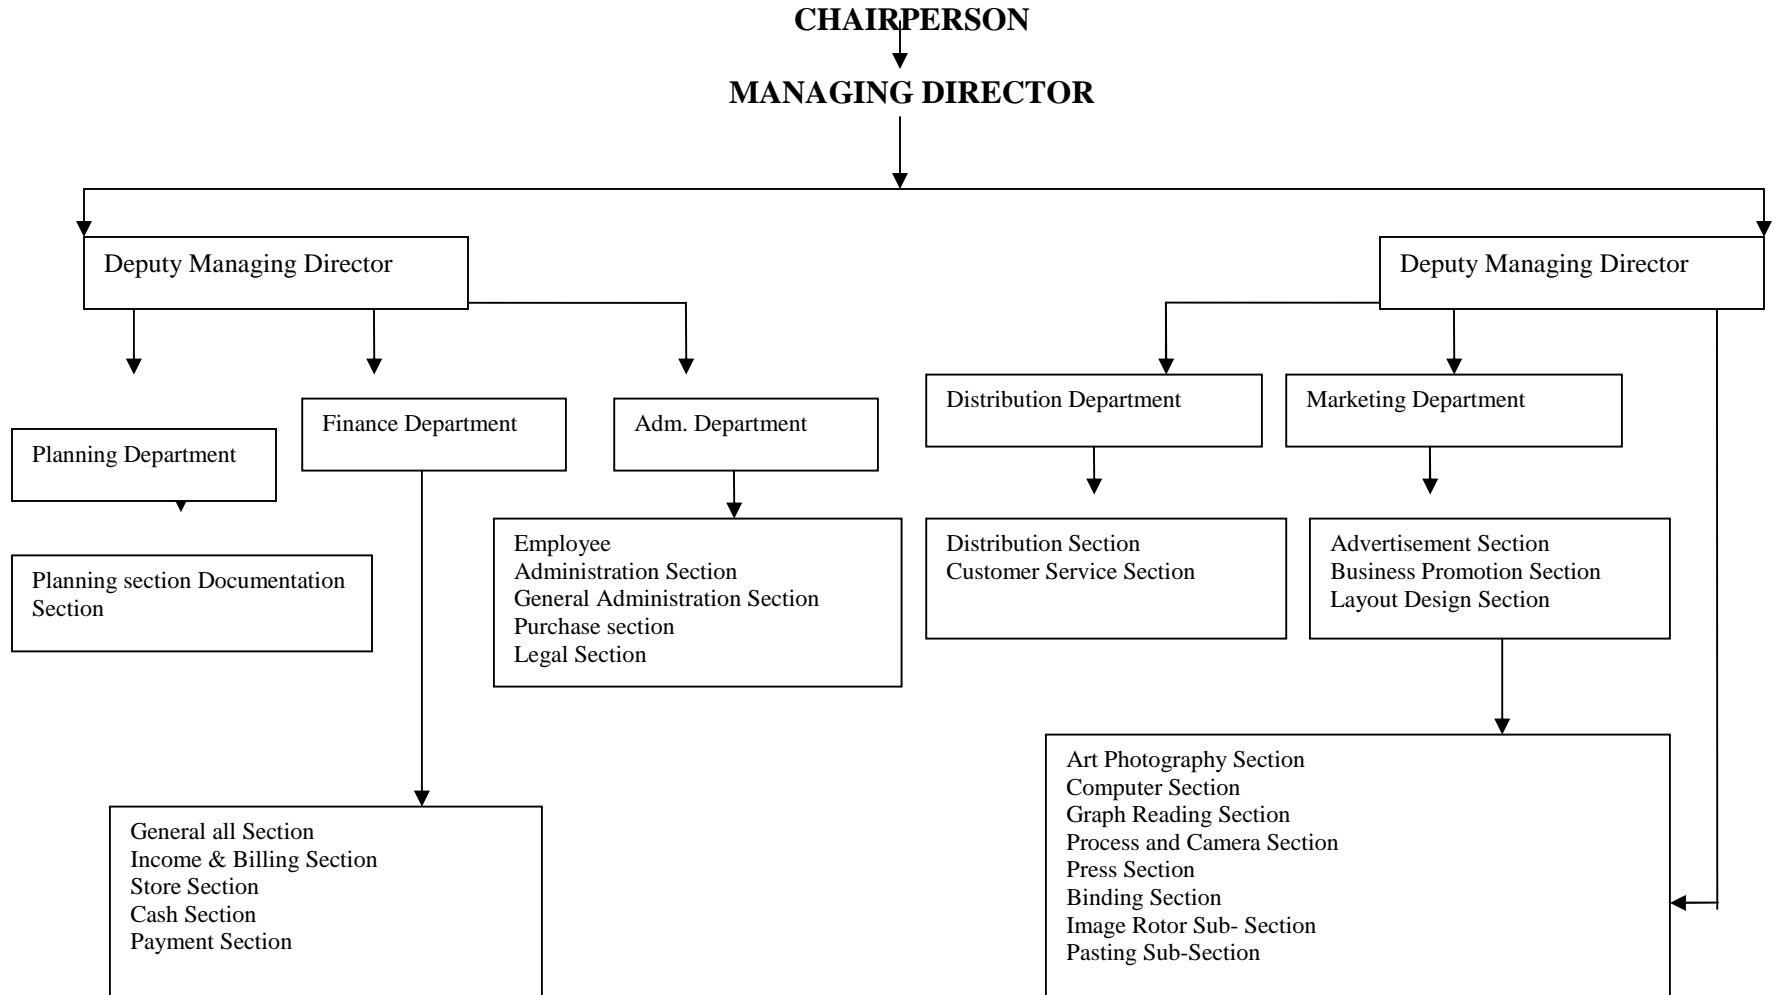 CHAIRPERSON
MANAGING DIRECTOR
Deputy Managing Director
Deputy Managing Director
Planning Department
Finance Department
Adm. Department
Distribution Department
Marketing Department
Planning section Documentation
Section
Employee
Administration Section
General Administration Section
Purchase section
Legal Section
Distribution Section
Customer Service Section
Advertisement Section
Business Promotion Section
Layout Design Section
General all Section
Income & Billing Section
Store Section
Cash Section
Payment Section
Art Photography Section
Computer Section
Graph Reading Section
Process and Camera Section
Press Section
Binding Section
Image Rotor Sub- Section
Pasting Sub-Section